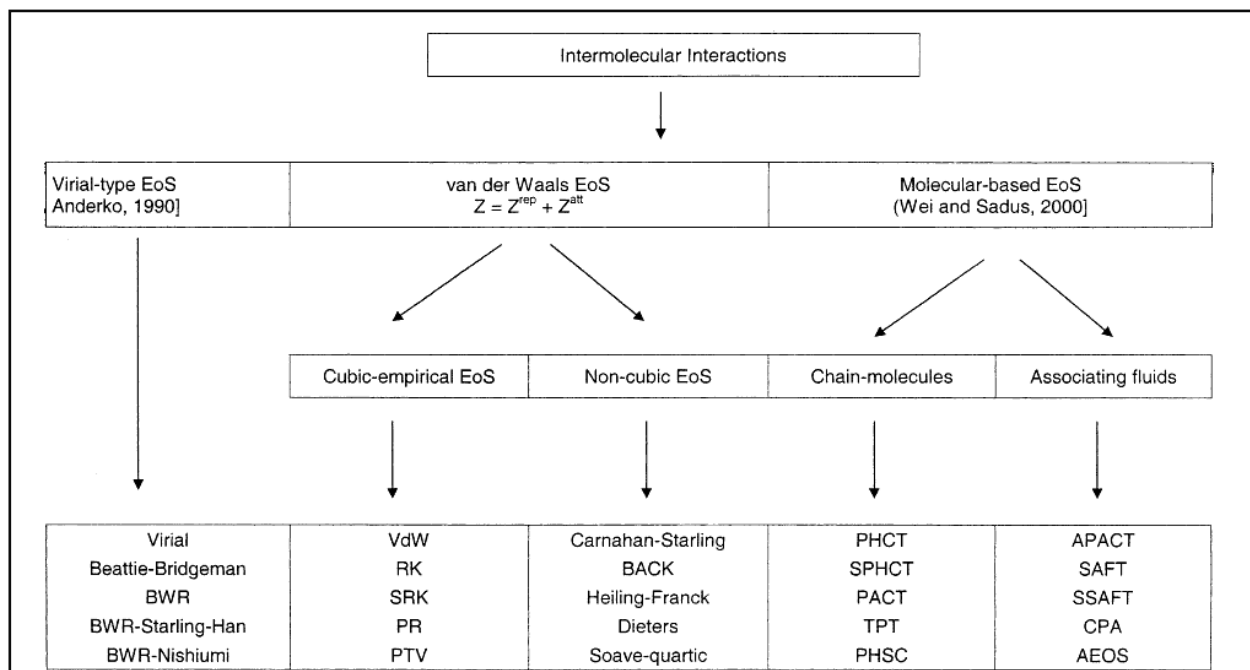 Intermolecular Interactions
Virial-type EoS
Anderko, 1990]
van der Waals EoS
Z = Z^rep + Z^att
Molecular-based EoS
(Wei and Sadus, 2000]
Cubic-empirical EoS
Non-cubic EoS
Chain-molecules
Associating fluids
Virial
Beattie-Bridgeman
BWR
BWR-Starling-Han
BWR-Nishiumi
VdW
RK
SRK
PR
PTV
Carnahan-Starling
BACK
Heiling-Franck
Dieters
Soave-quartic
PHCT
SPHCT
PACT
TPT
PHSC
APACT
SAFT
SSAFT
CPA
AEOS